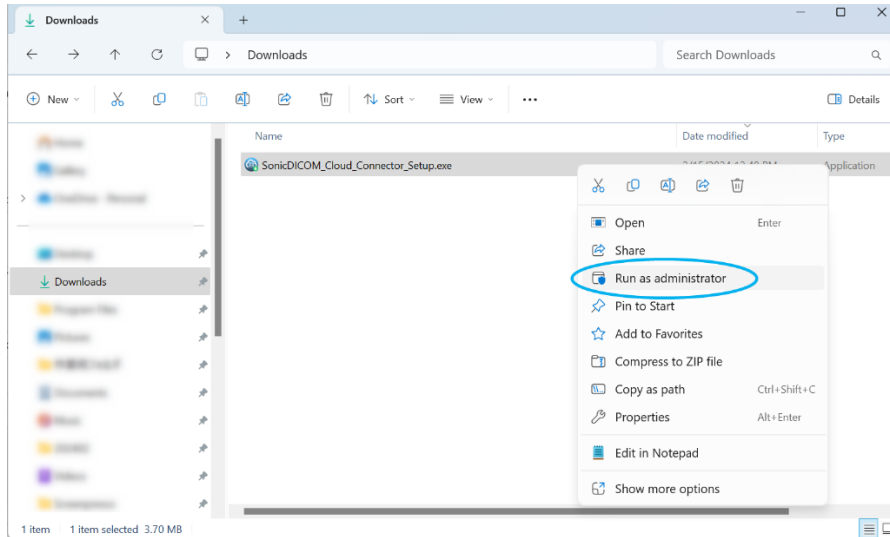 Downloads
Downloads
Search Downloads
New
Sort
View
Details
Name
Date modified
Type
SonicDICOM_Cloud_Connector_Setup.exe
Application
Open Enter
Share
Downloads
Run as administrator
Pin to Start
Add to Favorites
Compress to ZIP file
Copy as path Ctrl+Shift+C
Properties Alt+Enter
Edit in Notepad
Show more options
1 item 1 item selected 3.70 MB